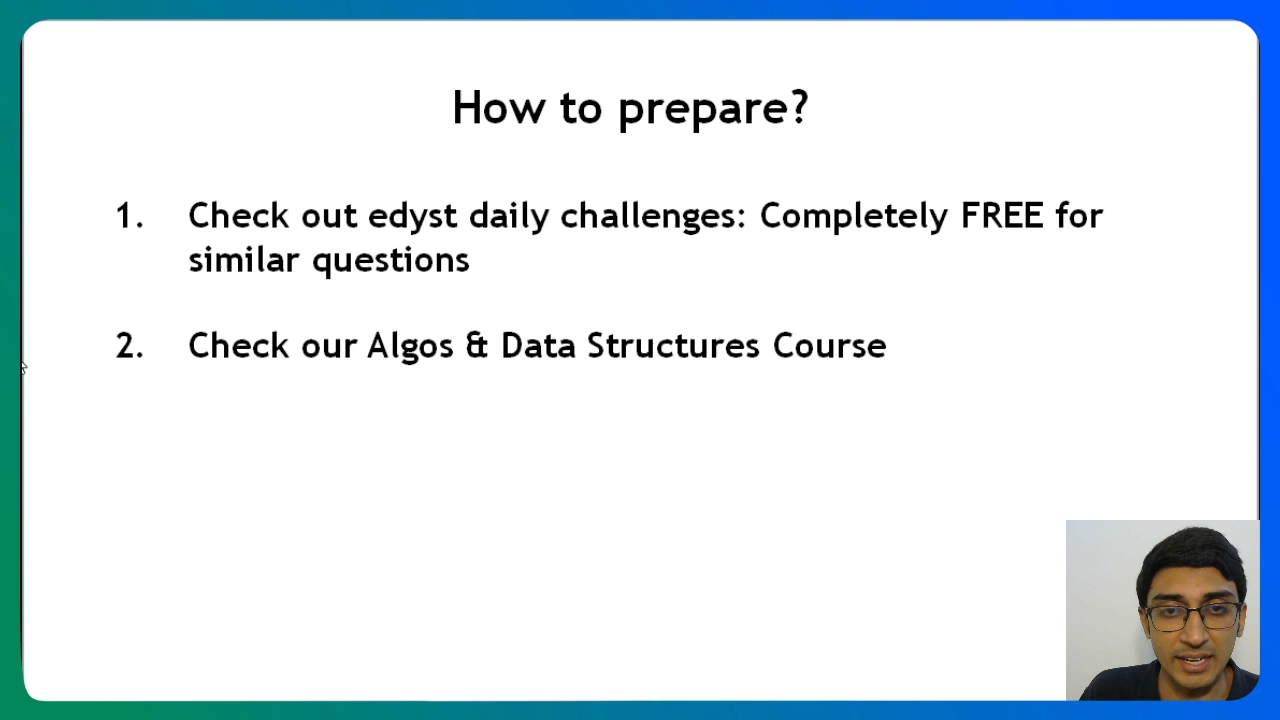 How to prepare?
1. Check out edyst daily challenges: Completely FREE for
similar questions
2. Check our Algos & Data Structures Course